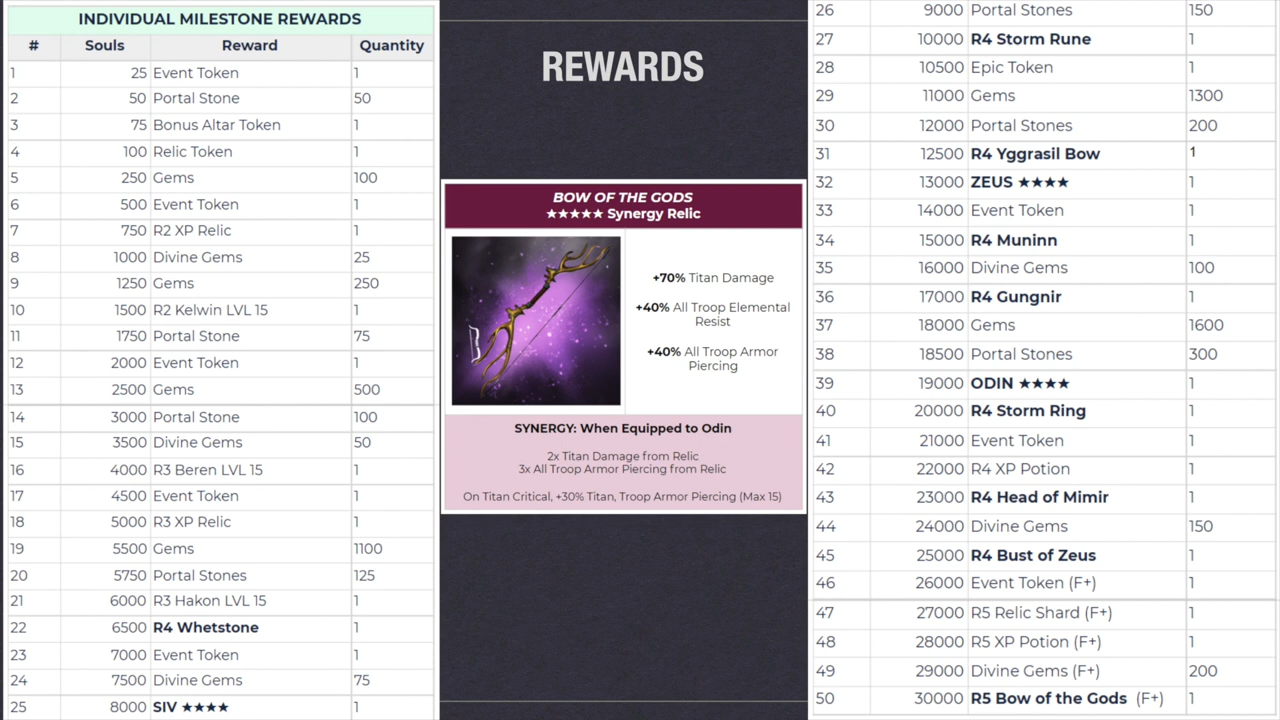 INDIVIDUAL MILESTONE REWARDS
# Souls Reward Quantity
1 25 Event Token 1
2 50 Portal Stone 50
3 75 Bonus Altar Token 1
4 100 Relic Token 1
5 250 Gems 100
6 500 Event Token 1
7 750 R2 XP Relic 1
8 1000 Divine Gems 25
9 1250 Gems 250
10 1500 R2 Kelwin LVL 15 1
11 1750 Portal Stone 75
12 2000 Event Token 1
13 2500 Gems 500
14 3000 Portal Stone 100
15 3500 Divine Gems 50
16 4000 R3 Beren LVL 15 1
17 4500 Event Token 1
18 5000 R3 XP Relic 1
19 5500 Gems 1100
20 5750 Portal Stones 125
21 6000 R3 Hakon LVL 15 1
22 6500 R4 Whetstone 1
23 7000 Event Token 1
24 7500 Divine Gems 75
25 8000 SIV ★★★★ 1
REWARDS
BOW OF THE GODS
★★★★★ Synergy Relic
+70% Titan Damage
+40% All Troop Elemental
Resist
+40% All Troop Armor
Piercing
SYNERGY: When Equipped to Odin
2x Titan Damage from Relic
3x All Troop Armor Piercing from Relic
On Titan Critical, +30% Titan, Troop Armor Piercing (Max 15)
26 9000 Portal Stones 150
27 10000 R4 Storm Rune 1
28 10500 Epic Token 1
29 11000 Gems 1300
30 12000 Portal Stones 200
31 12500 R4 Yggrasil Bow 1
32 13000 ZEUS ★★★★ 1
33 14000 Event Token 1
34 15000 R4 Muninn 1
35 16000 Divine Gems 100
36 17000 R4 Gungnir 1
37 18000 Gems 1600
38 18500 Portal Stones 300
39 19000 ODIN ★★★★ 1
40 20000 R4 Storm Ring 1
41 21000 Event Token 1
42 22000 R4 XP Potion 1
43 23000 R4 Head of Mimir 1
44 24000 Divine Gems 150
45 25000 R4 Bust of Zeus 1
46 26000 Event Token (F+) 1
47 27000 R5 Relic Shard (F+) 1
48 28000 R5 XP Potion (F+) 1
49 29000 Divine Gems (F+) 200
50 30000 R5 Bow of the Gods (F+) 1